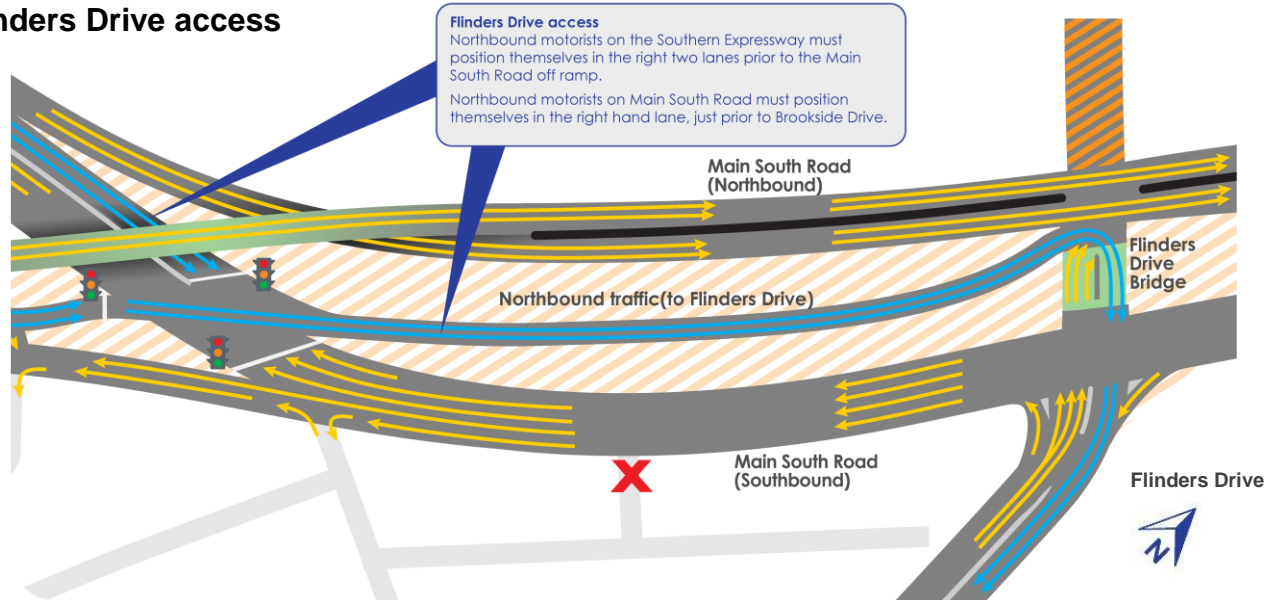 nders Drive access
Flinders Drive access
Northbound motorists on the Southern Expressway must
position themselves in the right two lanes prior to the Main
South Road off ramp.
Northbound motorists on Main South Road must position
themselves in the right hand lane, just prior to Brookside Drive.
Main South Road
(Northbound)
Flinders
Drive
Bridge
Northbound traffic(to Flinders Drive)
Main South Road
(Southbound)
Flinders Drive
N